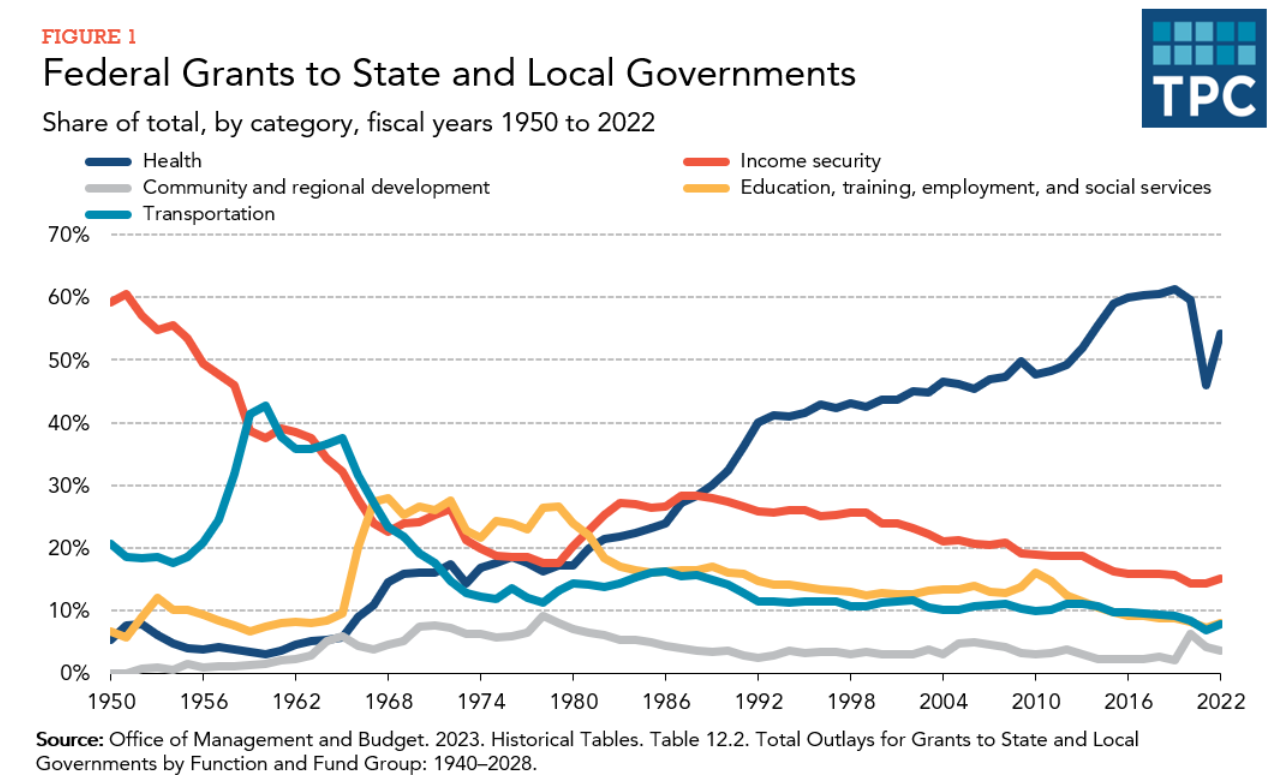 FIGURE 1
Federal Grants to State and Local Governments
TPC
Share of total, by category, fiscal years 1950 to 2022
Health
Income security
Community and regional development
Education, training, employment, and social services
Transportation
70%
60%
50%
40%
30%
20%
10%
0%
1950 1956 1962 1968 1974 1980 1986 1992 1998 2004 2010 2016 2022
Source: Office of Management and Budget. 2023. Historical Tables. Table 12.2. Total Outlays for Grants to State and Local
Governments by Function and Fund Group: 1940–2028.